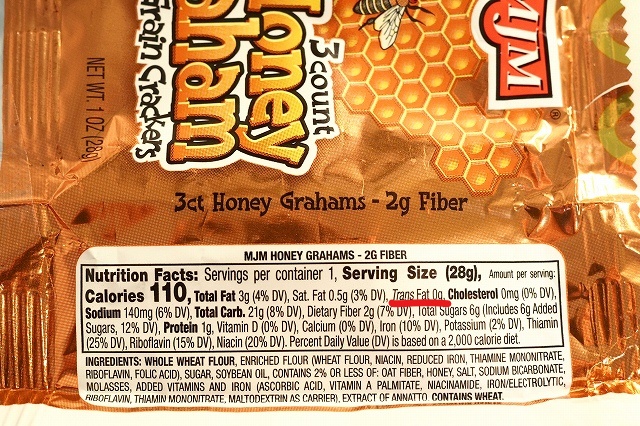 MJM
®
3 count
Honey
Graham
Grain Crackers
NET WT. 1 OZ (28g)
3ct Honey Grahams - 2g Fiber
MJM HONEY GRAHAMS - 2G FIBER
Nutrition Facts: Servings per container 1, Serving Size (28g), Amount per serving:
Calories 110, Total Fat 3g (4% DV), Sat. Fat 0.5g (3% DV), Trans Fat 0g, Cholesterol 0mg (0% DV),
Sodium 140mg (6% DV), Total Carb. 21g (8% DV), Dietary Fiber 2g (7% DV), Total Sugars 6g (Includes 6g Added
Sugars, 12% DV), Protein 1g, Vitamin D (0% DV), Calcium (0% DV), Iron (10% DV), Potassium (2% DV), Thiamin
(25% DV), Riboflavin (15% DV), Niacin (20% DV). Percent Daily Value (DV) is based on a 2,000 calorie diet.
INGREDIENTS: WHOLE WHEAT FLOUR, ENRICHED FLOUR (WHEAT FLOUR, NIACIN, REDUCED IRON, THIAMINE MONONITRATE,
RIBOFLAVIN, FOLIC ACID), SUGAR, SOYBEAN OIL, CONTAINS 2% OR LESS OF: OAT FIBER, HONEY, SALT, SODIUM BICARBONATE,
MOLASSES, ADDED VITAMINS AND IRON (ASCORBIC ACID, VITAMIN A PALMITATE, NIACINAMIDE, IRON/ELECTROLYTIC,
RIBOFLAVIN, THIAMIN MONONITRATE, MALTODEXTRIN AS CARRIER), EXTRACT OF ANNATTO. CONTAINS WHEAT.